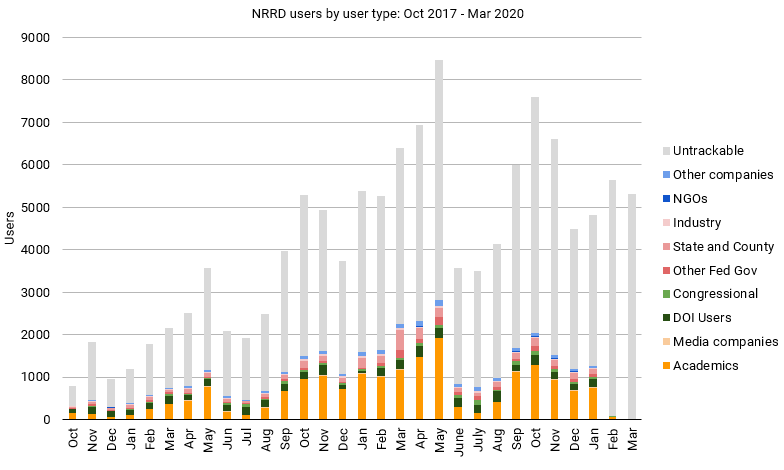 NRRD users by user type: Oct 2017 - Mar 2020
9000
8000
7000
6000
5000
4000
3000
2000
1000
0
Users
Oct
Nov
Dec
Jan
Feb
Mar
Apr
May
Jun
Jul
Aug
Sep
Oct
Nov
Dec
Jan
Feb
Mar
Apr
May
June
July
Aug
Sep
Oct
Nov
Dec
Jan
Feb
Mar
Untrackable
Other companies
NGOs
Industry
State and County
Other Fed Gov
Congressional
DOI Users
Media companies
Academics